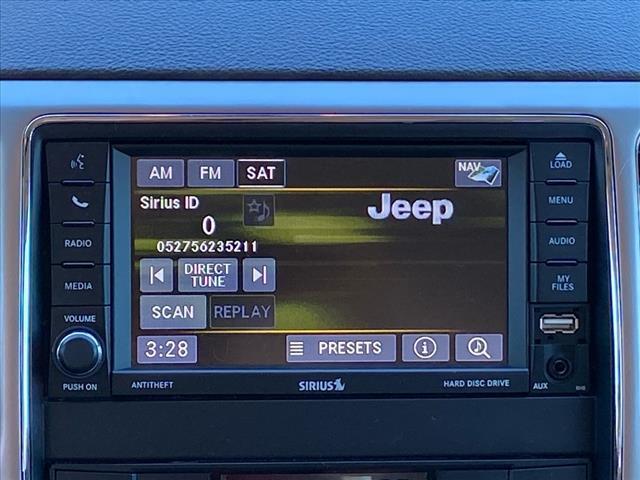 AM FM SAT NAV
Sirius ID
0
052756235211
Jeep
DIRECT
TUNE
SCAN REPLAY
3:28 PRESETS
RADIO
MEDIA
VOLUME
PUSH ON
LOAD
MENU
AUDIO
MY
FILES
ANTITHEFT SIRIUS HARD DISC DRIVE AUX